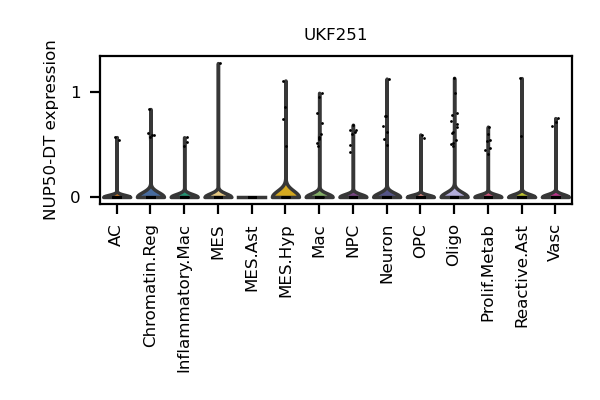 UKF251
NUP50-DT expression
1
0
AC
Chromatin.Reg
Inflammatory.Mac
MES
MES.Ast
MES.Hyp
Mac
NPC
Neuron
OPC
Oligo
Prolif.Metab
Reactive.Ast
Vasc